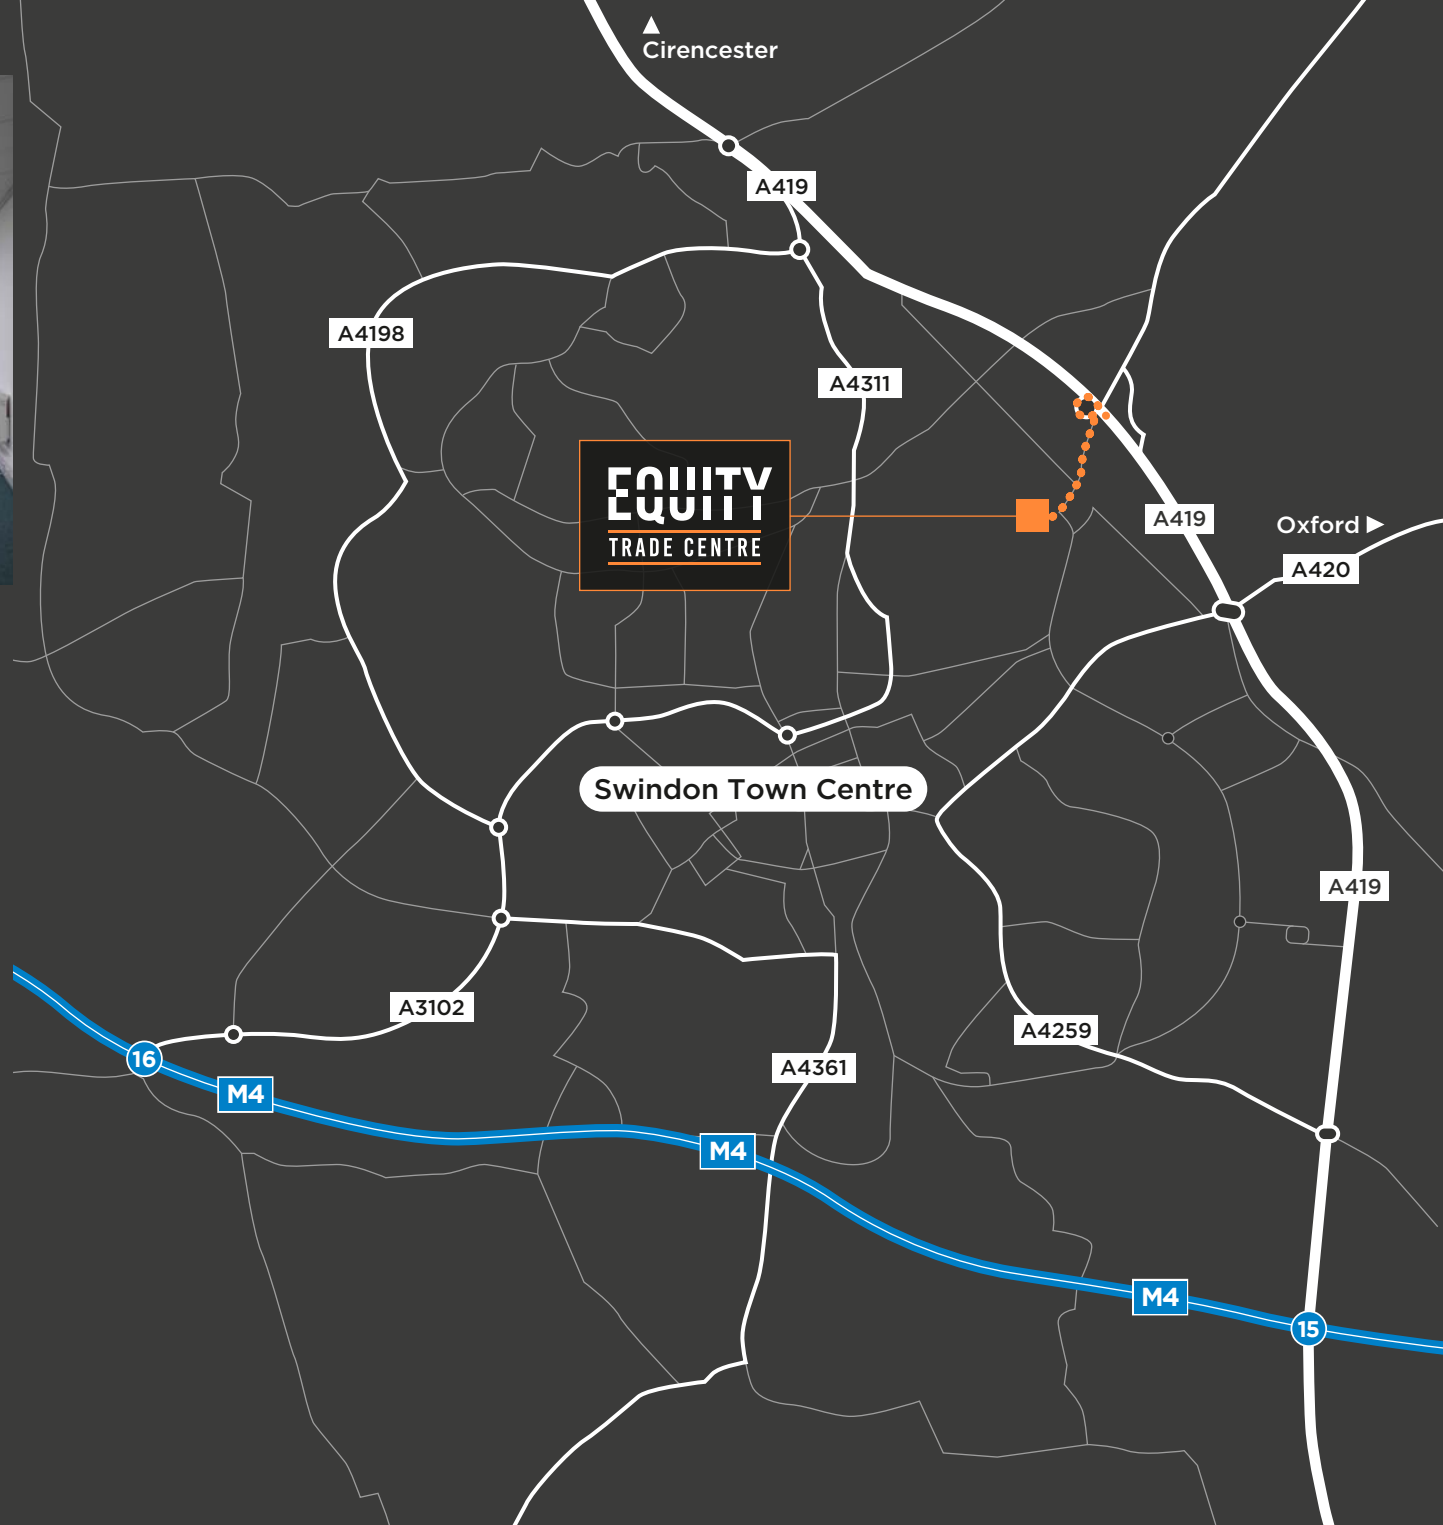 Cirencester
A419
A4198
A4311
EQUITY
TRADE CENTRE
A419
Oxford
A420
Swindon Town Centre
A419
A3102
A4259
16
A4361
M4
M4
M4
15